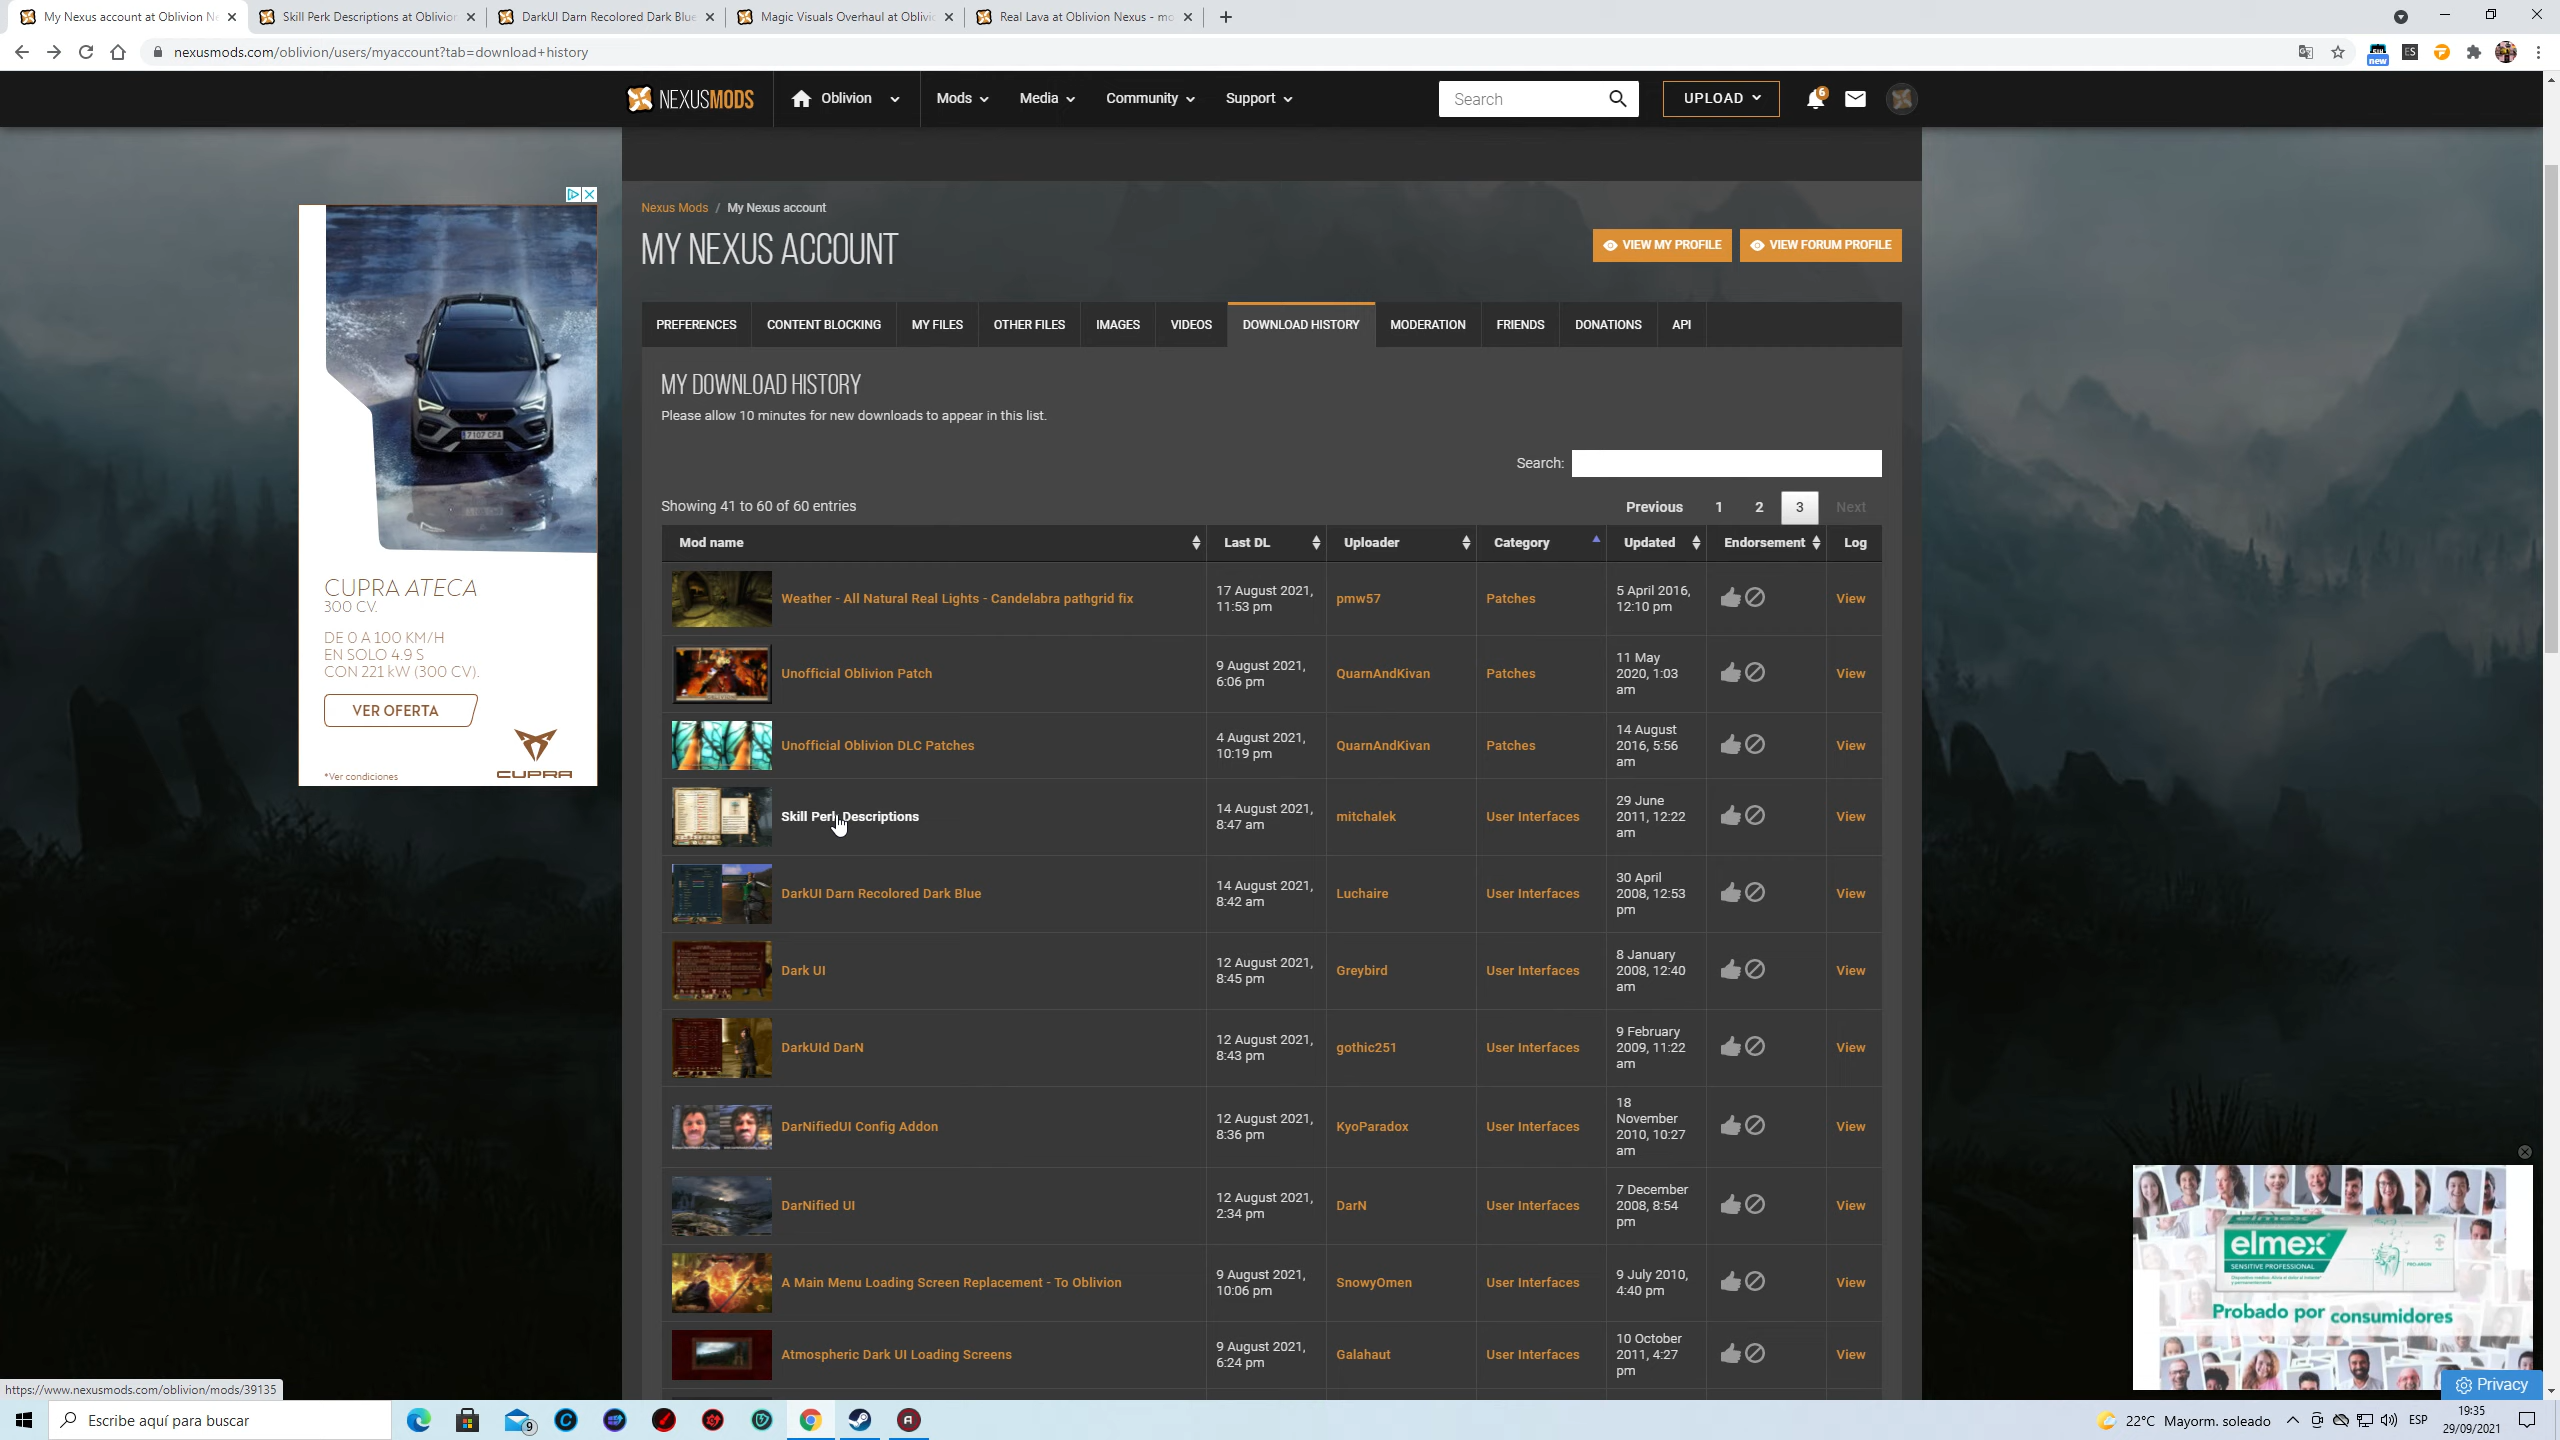 My Nexus account at Oblivion Ne
Skill Perk Descriptions at Oblivion
DarkUI Darn Recolored Dark Blue
Magic Visuals Overhaul at Oblivio
Real Lava at Oblivion Nexus - mo
nexusmods.com/oblivion/users/myaccount?tab=download+history
new
ES
NEXUSMODS
Oblivion
Mods
Media
Community
Support
Search
UPLOAD
6
Nexus Mods / My Nexus account
MY NEXUS ACCOUNT
VIEW MY PROFILE
VIEW FORUM PROFILE
PREFERENCES
CONTENT BLOCKING
MY FILES
OTHER FILES
IMAGES
VIDEOS
DOWNLOAD HISTORY
MODERATION
FRIENDS
DONATIONS
API
MY DOWNLOAD HISTORY
Please allow 10 minutes for new downloads to appear in this list.
Search:
Showing 41 to 60 of 60 entries
Previous 1 2 3 Next
Mod name Last DL Uploader Category Updated Endorsement Log
Weather - All Natural Real Lights - Candelabra pathgrid fix
17 August 2021,
11:53 pm
pmw57
Patches
5 April 2016,
12:10 pm
View
Unofficial Oblivion Patch
9 August 2021,
6:06 pm
QuarnAndKivan
Patches
11 May
2020, 1:03
am
View
Unofficial Oblivion DLC Patches
4 August 2021,
10:19 pm
QuarnAndKivan
Patches
14 August
2016, 5:56
am
View
Skill Perk Descriptions
14 August 2021,
8:47 am
mitchalek
User Interfaces
29 June
2011, 12:22
am
View
DarkUI Darn Recolored Dark Blue
14 August 2021,
8:42 am
Luchaire
User Interfaces
30 April
2008, 12:53
pm
View
Dark UI
12 August 2021,
8:45 pm
Greybird
User Interfaces
8 January
2008, 12:40
am
View
DarkUId DarN
12 August 2021,
8:43 pm
gothic251
User Interfaces
9 February
2009, 11:22
am
View
DarNifiedUI Config Addon
12 August 2021,
8:36 pm
KyoParadox
User Interfaces
18
November
2010, 10:27
am
View
DarNified UI
12 August 2021,
2:34 pm
DarN
User Interfaces
7 December
2008, 8:54
pm
View
A Main Menu Loading Screen Replacement - To Oblivion
9 August 2021,
10:06 pm
SnowyOmen
User Interfaces
9 July 2010,
4:40 pm
View
Atmospheric Dark UI Loading Screens
9 August 2021,
6:24 pm
Galahaut
User Interfaces
10 October
2011, 4:27
pm
View
7107 CPA
CUPRA ATECA
300 CV.
DE 0 A 100 KM/H
EN SOLO 4.9 S
CON 221 kW (300 CV).
VER OFERTA
*Ver condiciones
CUPRA
elmex
SENSITIVE PROFESSIONAL
PRO-ARGIN
Probado por consumidores
Privacy
https://www.nexusmods.com/oblivion/mods/39135
Escribe aquí para buscar
9
22°C Mayorm. soleado
ESP
19:35
29/09/2021